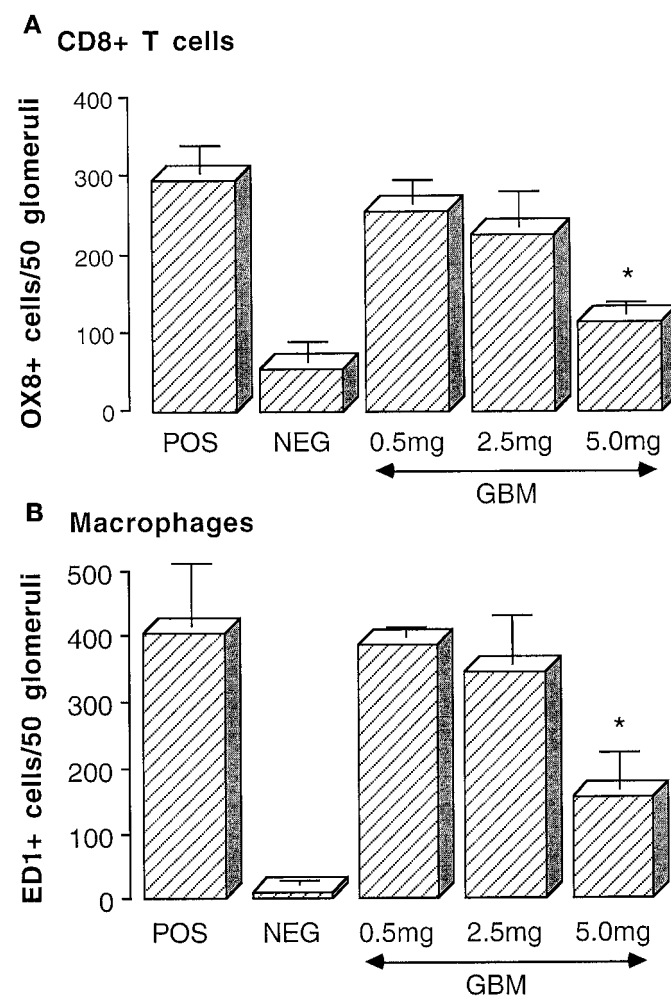 A CD8+ T cells
OX8+ cells/50 glomeruli
400
300
200
100
0
*
POS NEG 0.5mg 2.5mg 5.0mg
GBM
B Macrophages
ED1+ cells/50 glomeruli
500
400
300
200
100
0
*
POS NEG 0.5mg 2.5mg 5.0mg
GBM